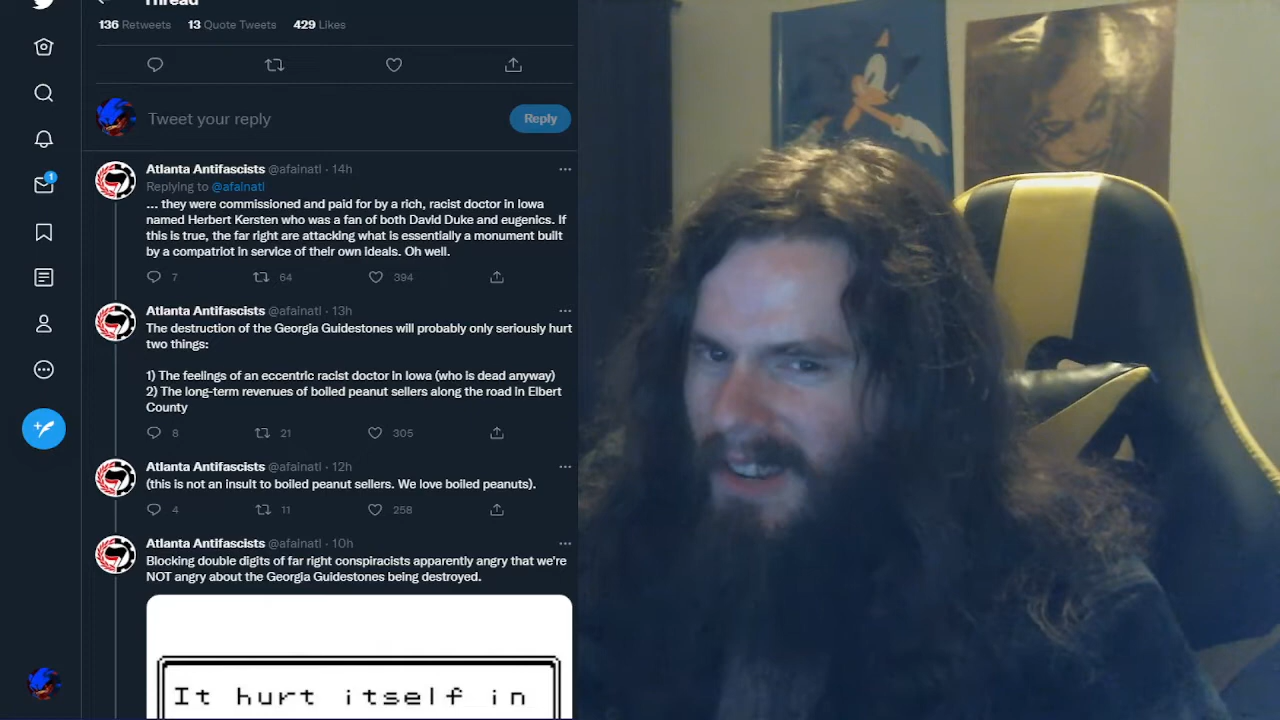 Thread
136 Retweets 13 Quote Tweets 429 Likes
Tweet your reply
Reply
1
Atlanta Antifascists @afainatl · 14h
Replying to @afainatl
... they were commissioned and paid for by a rich, racist doctor in Iowa
named Herbert Kersten who was a fan of both David Duke and eugenics. If
this is true, the far right are attacking what is essentially a monument built
by a compatriot in service of their own ideals. Oh well.
7 64 394
Atlanta Antifascists @afainatl · 13h
The destruction of the Georgia Guidestones will probably only seriously hurt
two things:
1) The feelings of an eccentric racist doctor in Iowa (who is dead anyway)
2) The long-term revenues of boiled peanut sellers along the road in Elbert
County
8 21 305
Atlanta Antifascists @afainatl · 12h
(this is not an insult to boiled peanut sellers. We love boiled peanuts).
4 11 258
Atlanta Antifascists @afainatl · 10h
Blocking double digits of far right conspiracists apparently angry that we're
NOT angry about the Georgia Guidestones being destroyed.
It hurt itself in